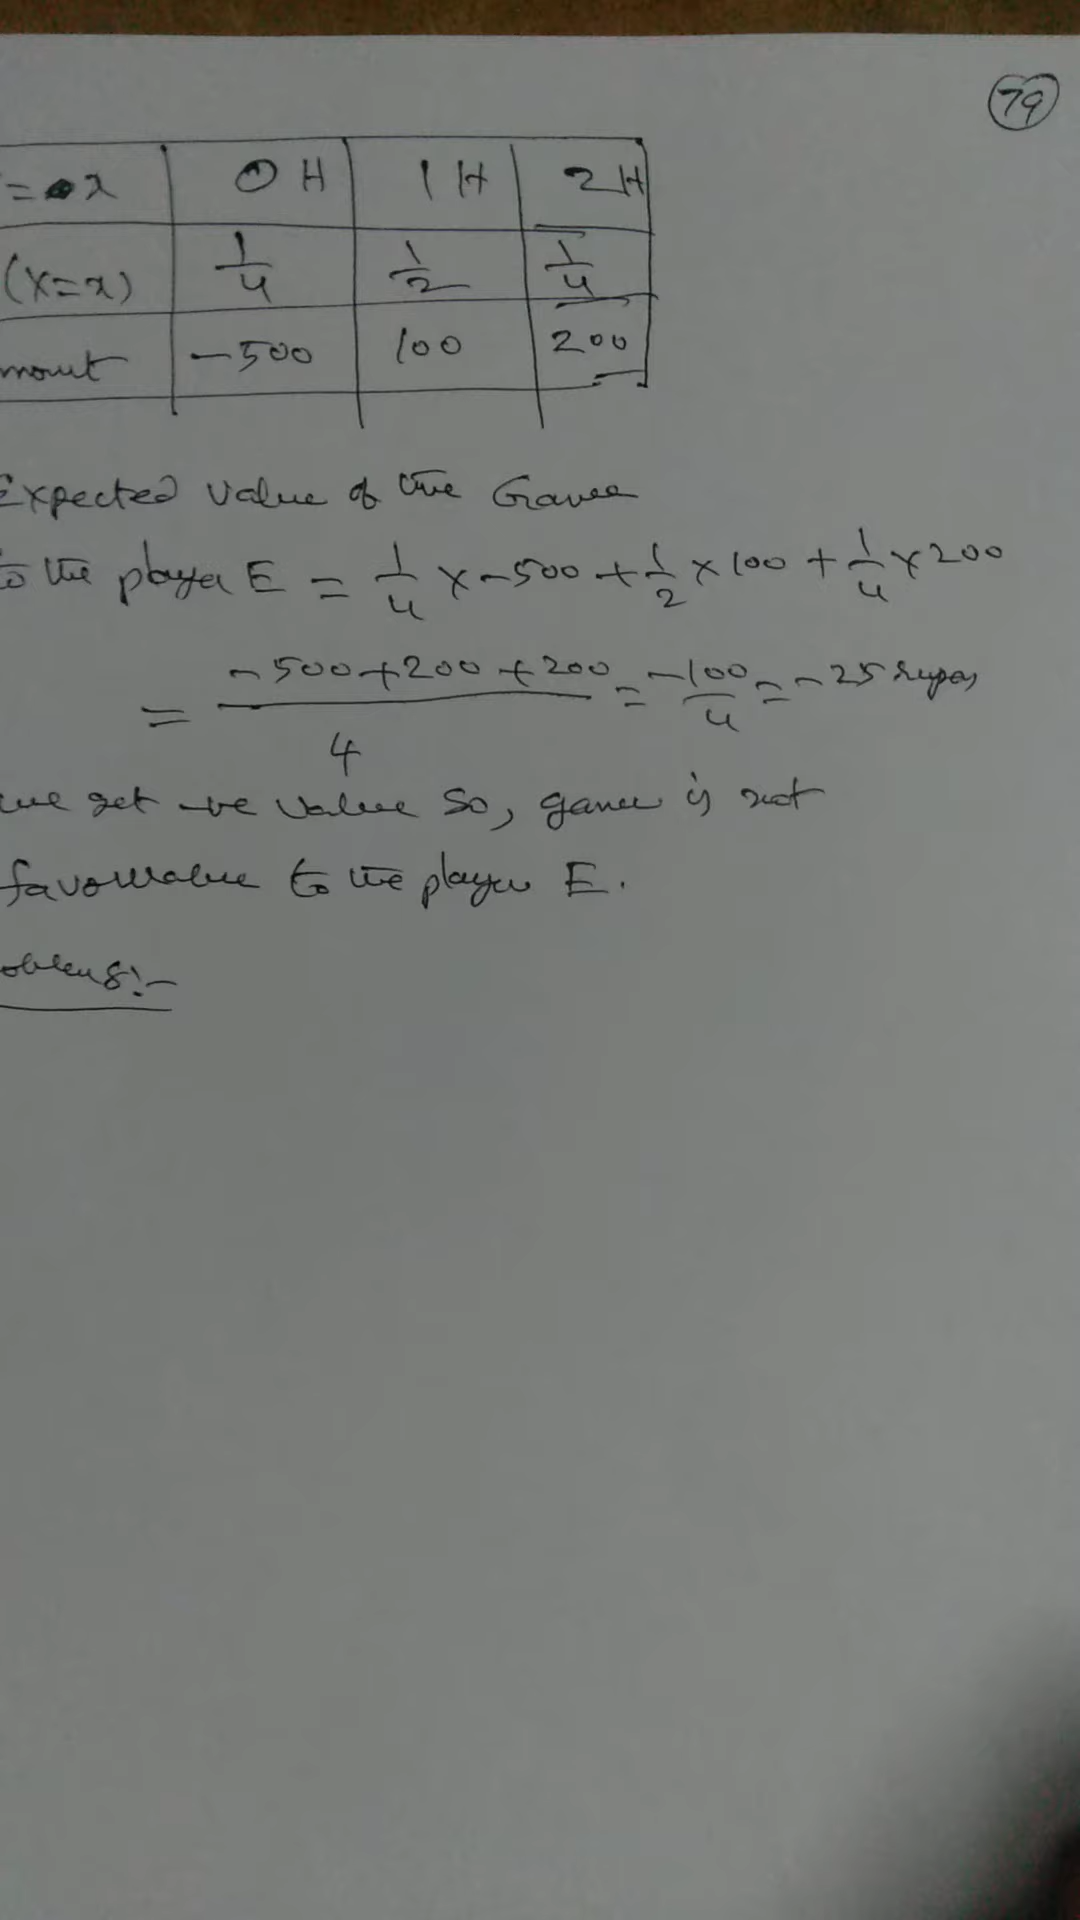 79
= x 0 H 1 H 2 H
(X=x) 1/4 1/2 1/4
mout -500 100 200
Expected value of the Game
to the player E = 1/4 x -500 + 1/2 x 100 + 1/4 x 200
= -500+200+200/4 = -100/4 = -25 rupes
we get -ve value so, game is not
favourable to the player E.
oblems:-